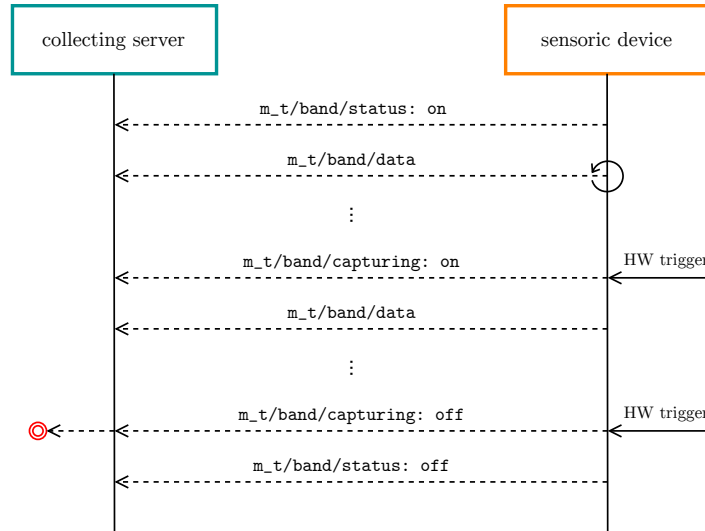 collecting server
sensoric device
m_t/band/status: on
m_t/band/data
⋮
m_t/band/capturing: on
HW trigger
m_t/band/data
⋮
m_t/band/capturing: off
HW trigger
m_t/band/status: off